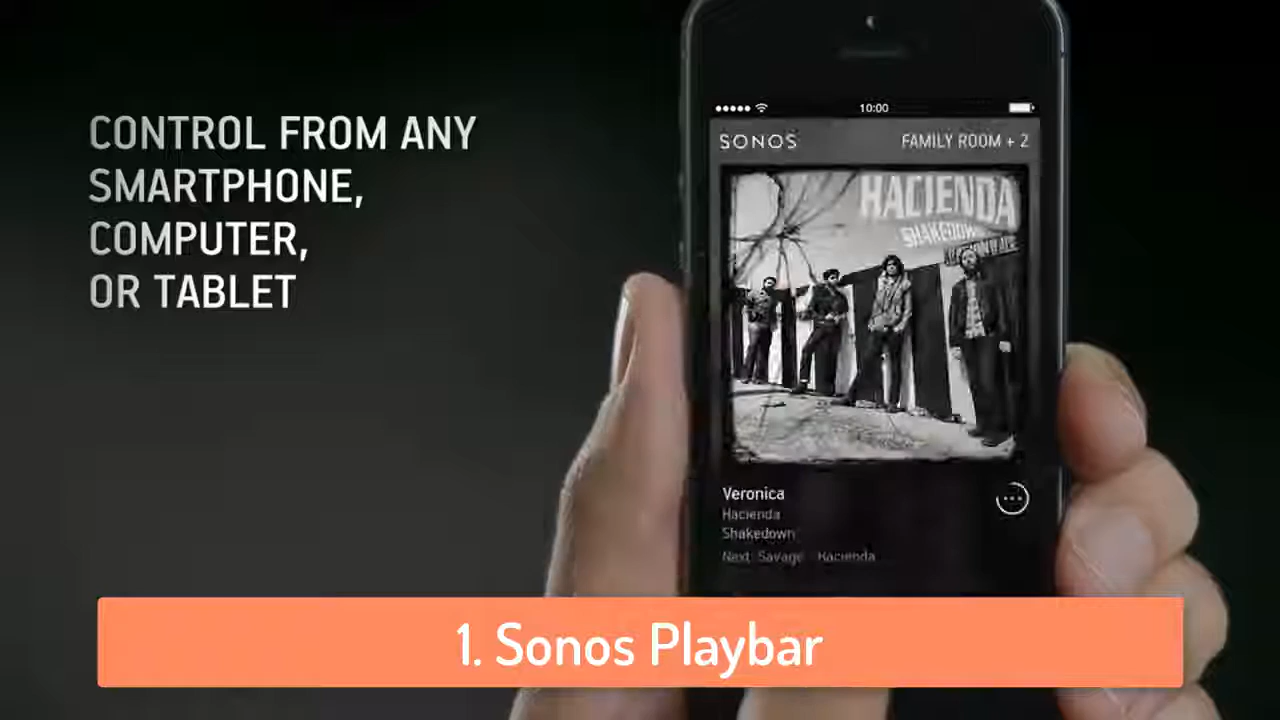 CONTROL FROM ANY
SMARTPHONE,
COMPUTER,
OR TABLET
10:00
SONOS
FAMILY ROOM + 2
HACIENDA
SHAKEDOWN
Veronica
Hacienda
Shakedown
Next: Savage - Hacienda
1. Sonos Playbar